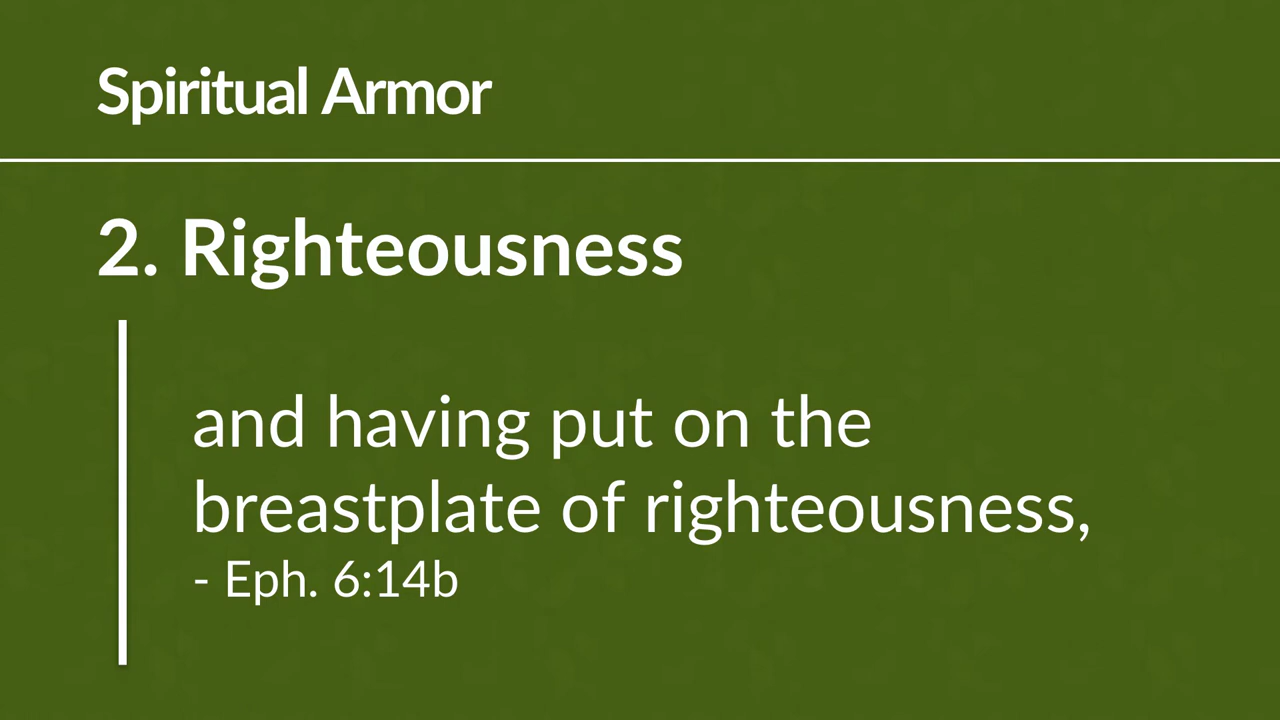 Spiritual Armor
2. Righteousness
and having put on the
breastplate of righteousness,
- Eph. 6:14b